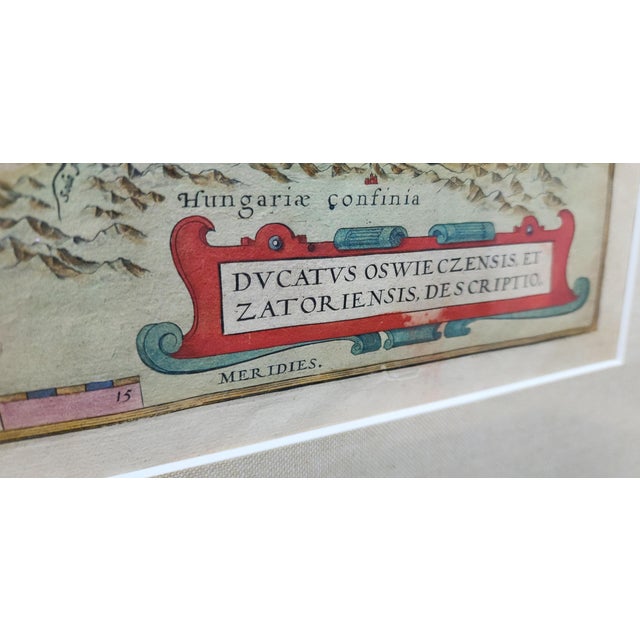 Hungariæ confinia
DVCATVS OSWIECZENSIS, ET
ZATORIENSIS, DESCRIPTIO.
MERIDIES.
15